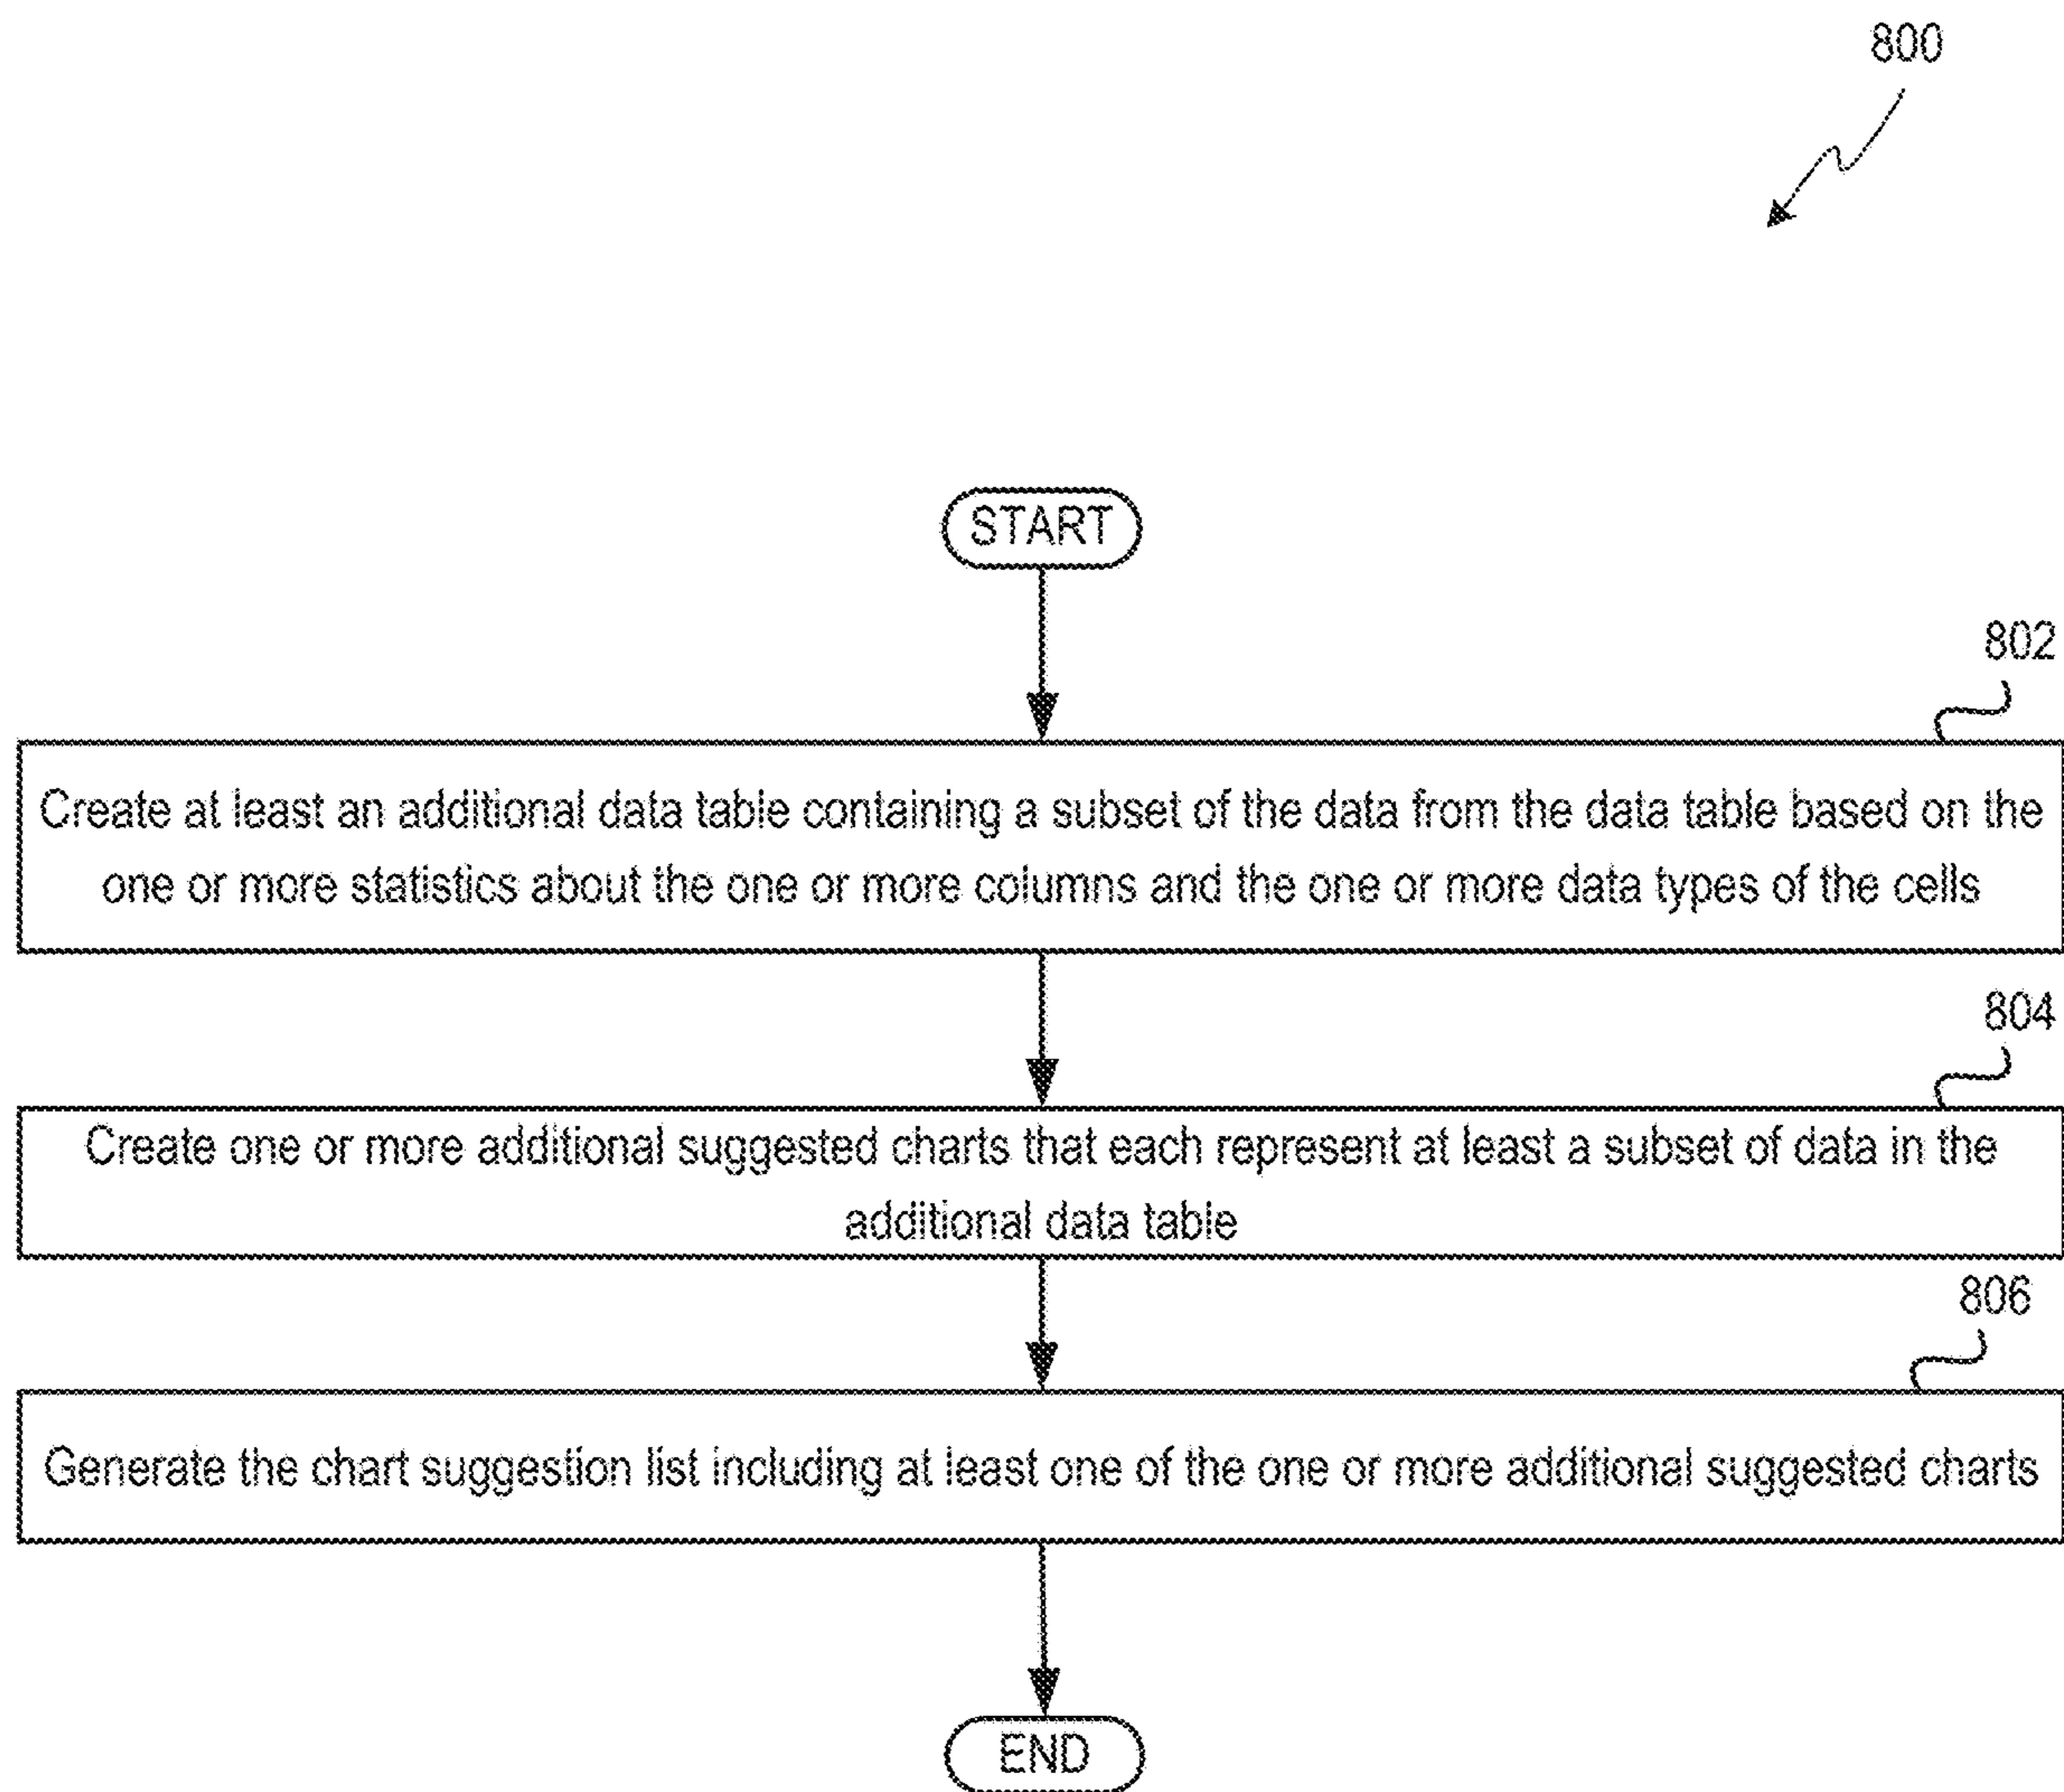 800
START
802
Create at least an additional data table containing a subset of the data from the data table based on the
one or more statistics about the one or more columns and the one or more data types of the cells
804
Create one or more additional suggested charts that each represent at least a subset of data in the
additional data table
806
Generate the chart suggestion list including at least one of the one or more additional suggested charts
END